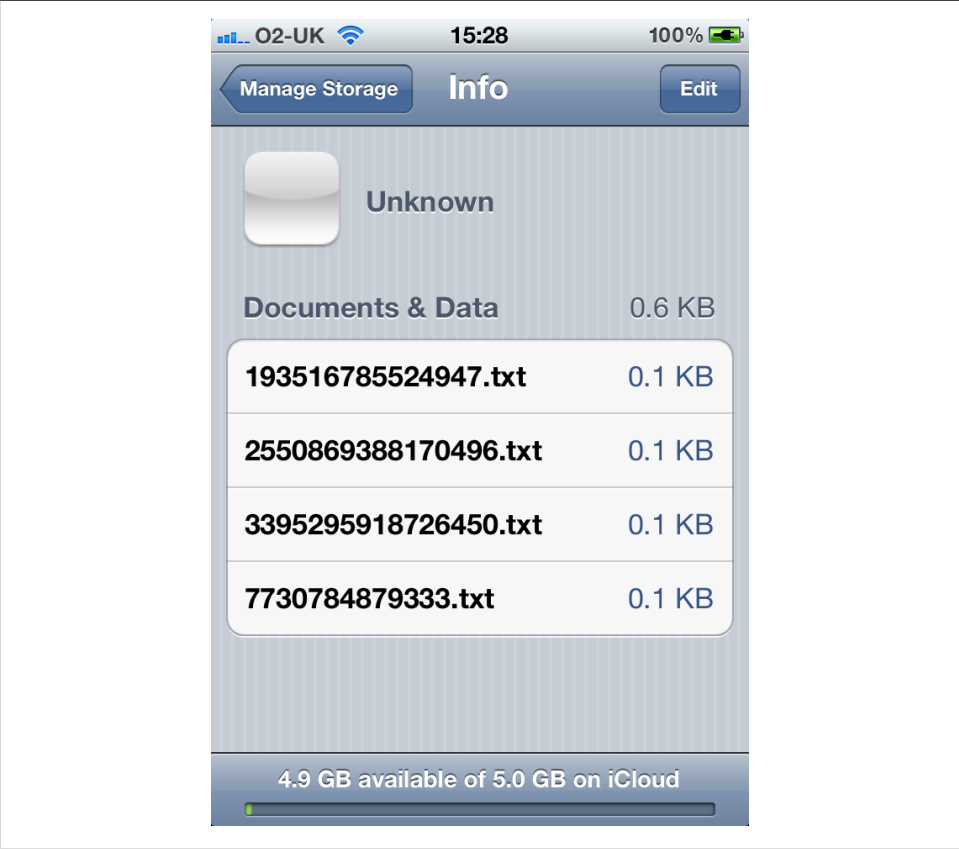 O2-UK 15:28 100%
Manage Storage Info Edit
Unknown
Documents & Data 0.6 KB
193516785524947.txt 0.1 KB
2550869388170496.txt 0.1 KB
3395295918726450.txt 0.1 KB
7730784879333.txt 0.1 KB
4.9 GB available of 5.0 GB on iCloud